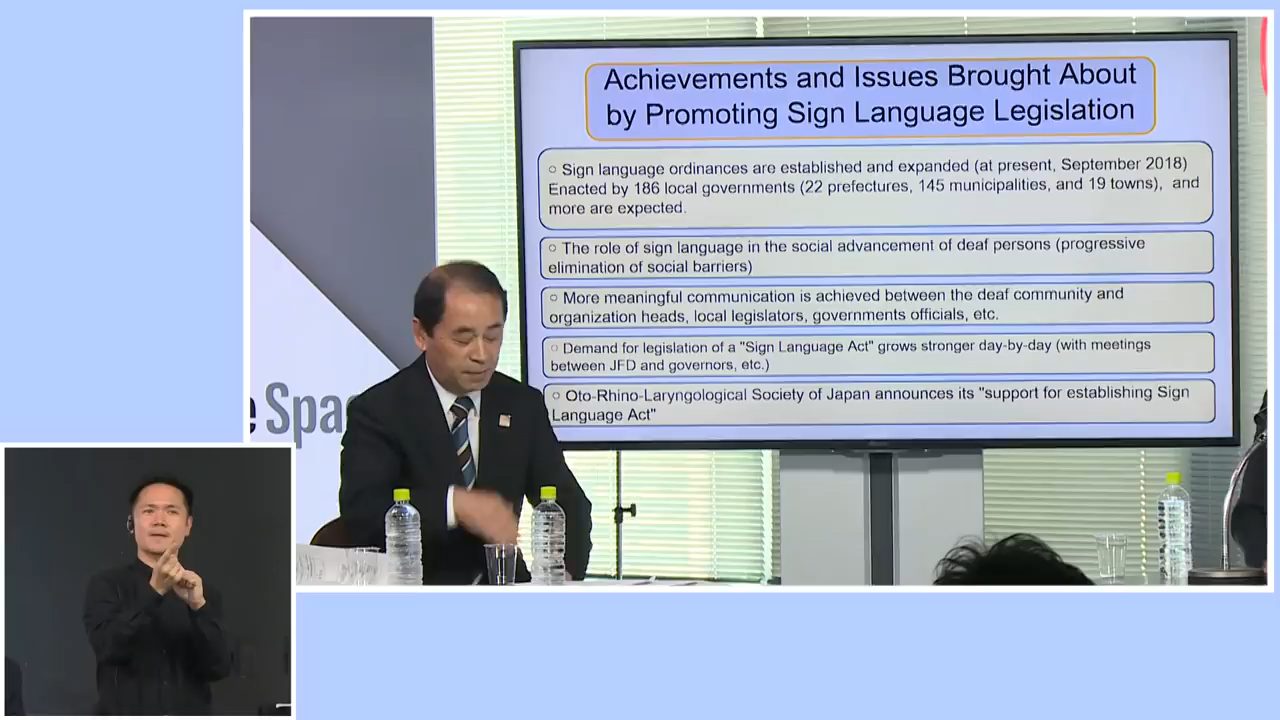 Achievements and Issues Brought About
by Promoting Sign Language Legislation
○ Sign language ordinances are established and expanded (at present, September 2018)
Enacted by 186 local governments (22 prefectures, 145 municipalities, and 19 towns), and
more are expected.
○ The role of sign language in the social advancement of deaf persons (progressive
elimination of social barriers)
○ More meaningful communication is achieved between the deaf community and
organization heads, local legislators, governments officials, etc.
○ Demand for legislation of a "Sign Language Act" grows stronger day-by-day (with meetings
between JFD and governors, etc.)
○ Oto-Rhino-Laryngological Society of Japan announces its "support for establishing Sign
Language Act"
e Spa